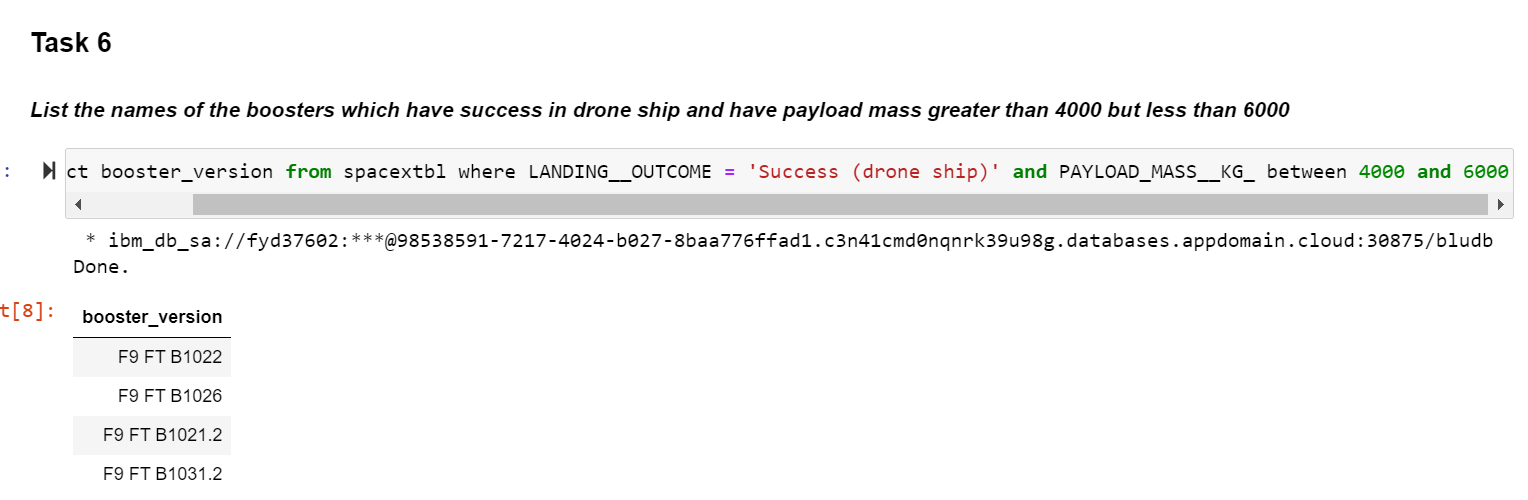 Task 6
List the names of the boosters which have success in drone ship and have payload mass greater than 4000 but less than 6000
: ct booster_version from spacextbl where LANDING__OUTCOME = 'Success (drone ship)' and PAYLOAD_MASS__KG_ between 4000 and 6000
* ibm_db_sa://fyd37602:***@98538591-7217-4024-b027-8baa776ffad1.c3n41cmd0nqnrk39u98g.databases.appdomain.cloud:30875/bludb
Done.
t[8]:
booster_version
F9 FT B1022
F9 FT B1026
F9 FT B1021.2
F9 FT B1031.2